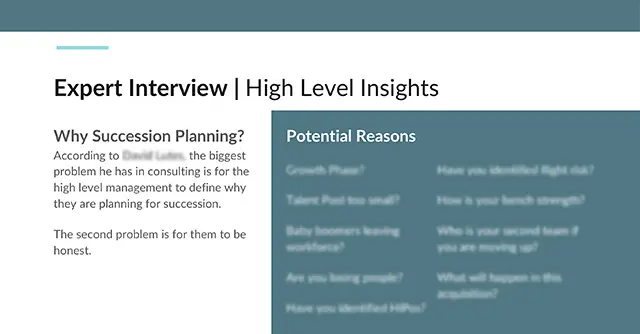 Expert Interview | High Level Insights
Why Succession Planning?
According to , the biggest
problem he has in consulting is for the
high level management to define why
they are planning for succession.
The second problem is for them to be
honest.
Potential Reasons
Growth Phase?
Talent Pool too small?
Baby boomers leaving
workforce?
Are you losing people?
Have you identified HiPos?
Have you identified flight risk?
How is your bench strength?
Who is your second team if
you are moving up?
What will happen in this
acquisition?